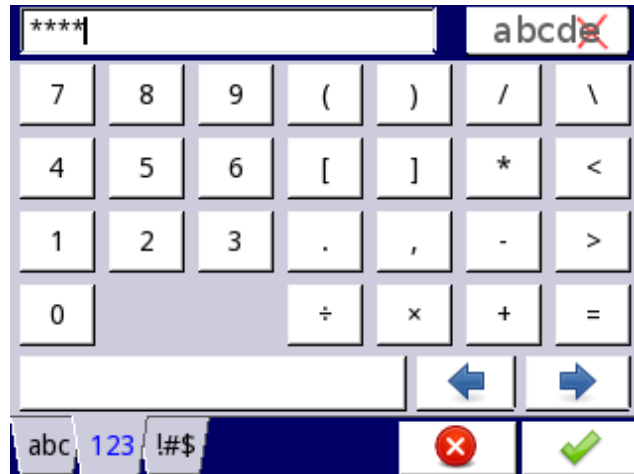 **** abcde
7 8 9 ( ) / \
4 5 6 [ ] * <
1 2 3 . , - >
0 ÷ × + =
abc 123 !#$